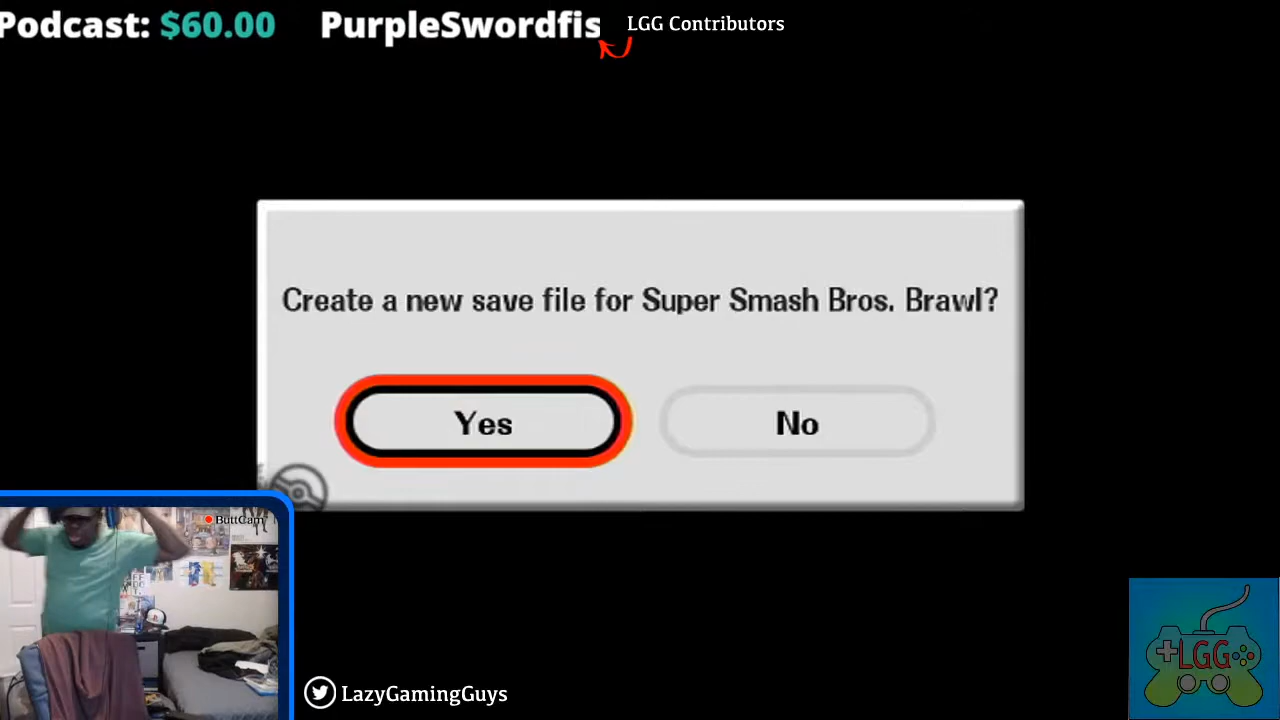 Podcast: $60.00 PurpleSwordfis
LGG Contributors
Create a new save file for Super Smash Bros. Brawl?
Yes No
ButtCam
LazyGamingGuys
LGG